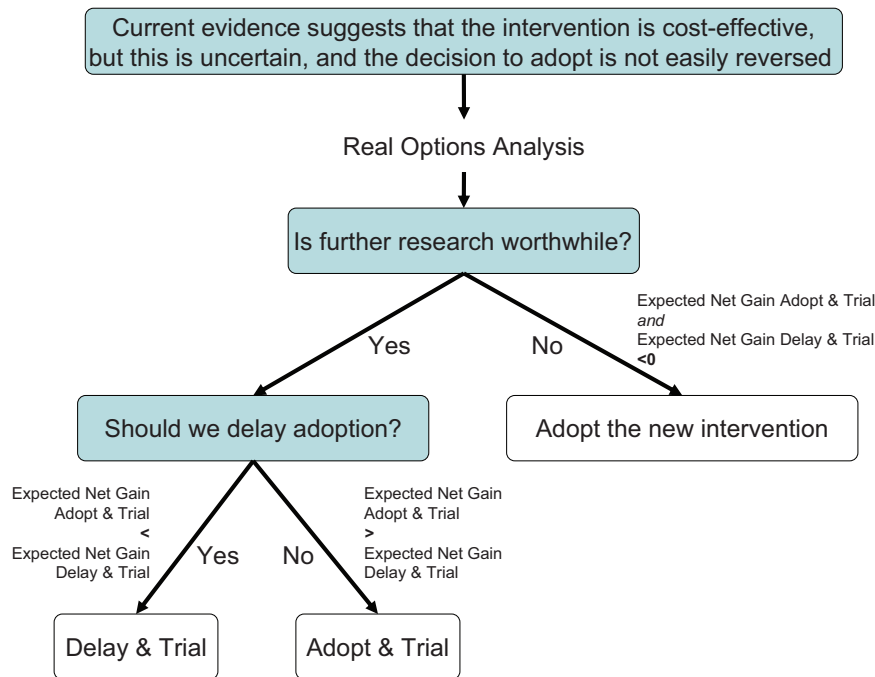 Current evidence suggests that the intervention is cost-effective,
but this is uncertain, and the decision to adopt is not easily reversed
Real Options Analysis
Is further research worthwhile?
Yes
No
Expected Net Gain Adopt & Trial
and
Expected Net Gain Delay & Trial
<0
Should we delay adoption?
Adopt the new intervention
Expected Net Gain
Adopt & Trial
<
Expected Net Gain
Delay & Trial
Yes
No
Expected Net Gain
Adopt & Trial
>
Expected Net Gain
Delay & Trial
Delay & Trial
Adopt & Trial